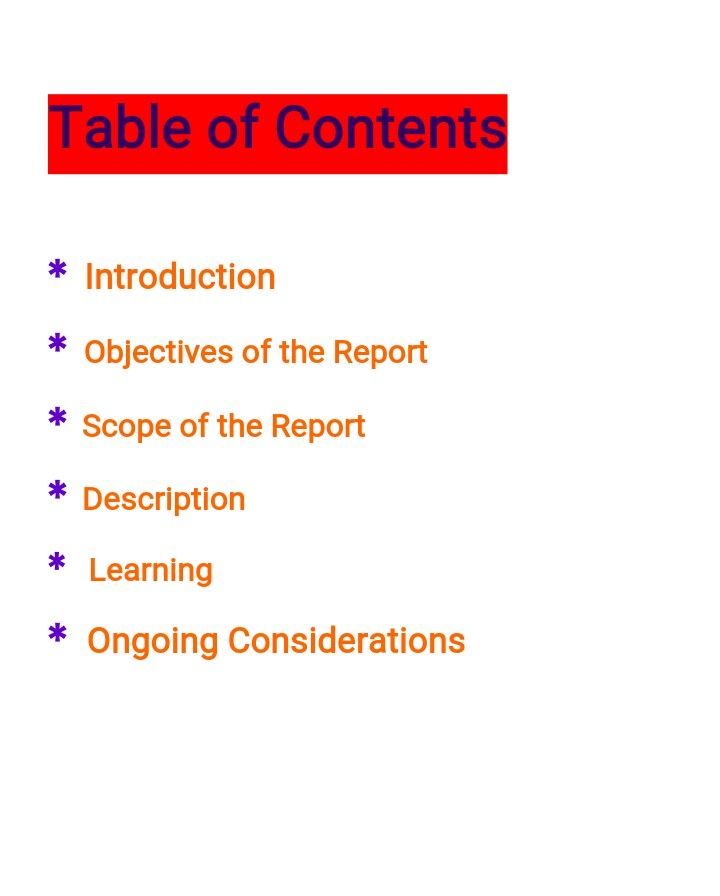 Table of Contents
* Introduction
* Objectives of the Report
* Scope of the Report
* Description
* Learning
* Ongoing Considerations